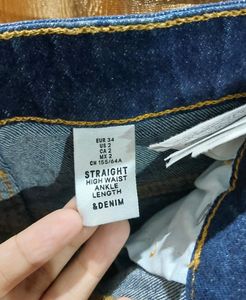 EUR 34
US 2
CA 2
MX 2
CN 155/64A
STRAIGHT
HIGH WAIST
ANKLE
LENGTH
&DENIM